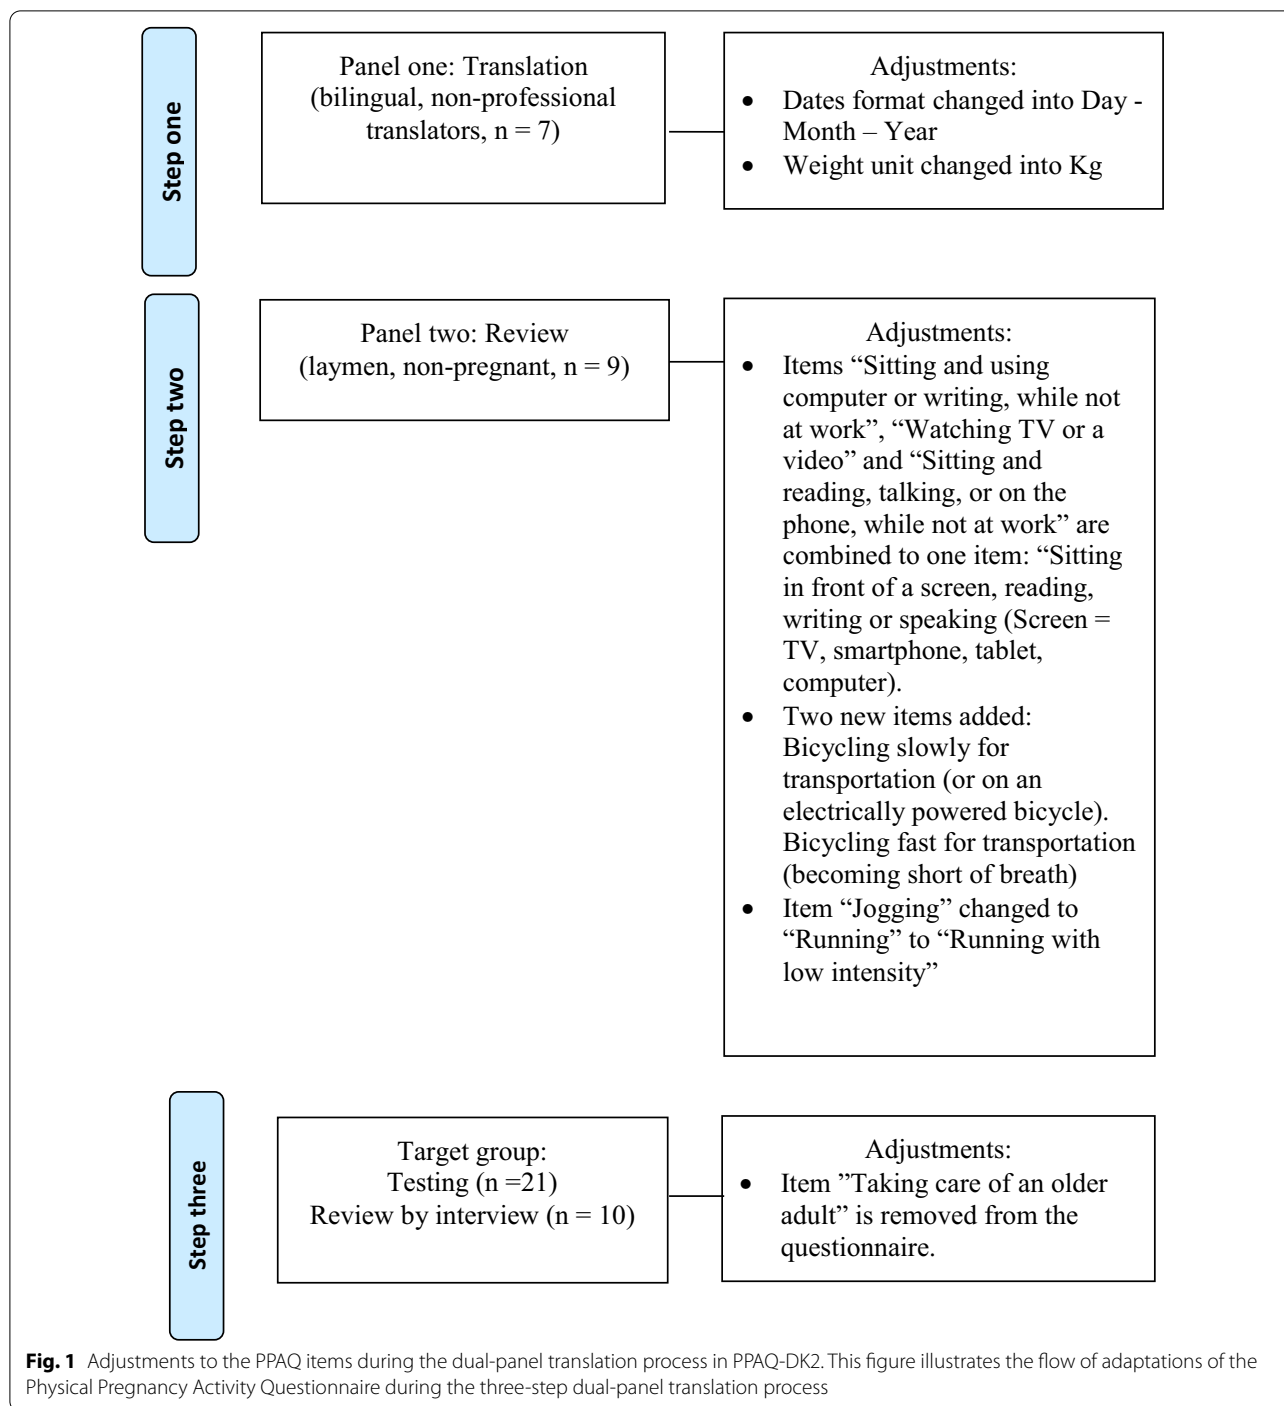 Step one
Panel one: Translation
(bilingual, non-professional
translators, n = 7)
Adjustments:
• Dates format changed into Day -
Month – Year
• Weight unit changed into Kg
Step two
Panel two: Review
(laymen, non-pregnant, n = 9)
Adjustments:
• Items “Sitting and using
computer or writing, while not
at work”, “Watching TV or a
video” and “Sitting and
reading, talking, or on the
phone, while not at work” are
combined to one item: “Sitting
in front of a screen, reading,
writing or speaking (Screen =
TV, smartphone, tablet,
computer).
• Two new items added:
Bicycling slowly for
transportation (or on an
electrically powered bicycle).
Bicycling fast for transportation
(becoming short of breath)
• Item “Jogging” changed to
“Running” to “Running with
low intensity”
Step three
Target group:
Testing (n =21)
Review by interview (n = 10)
Adjustments:
• Item ”Taking care of an older
adult” is removed from the
questionnaire.
Fig. 1 Adjustments to the PPAQ items during the dual-panel translation process in PPAQ-DK2. This figure illustrates the flow of adaptations of the
Physical Pregnancy Activity Questionnaire during the three-step dual-panel translation process